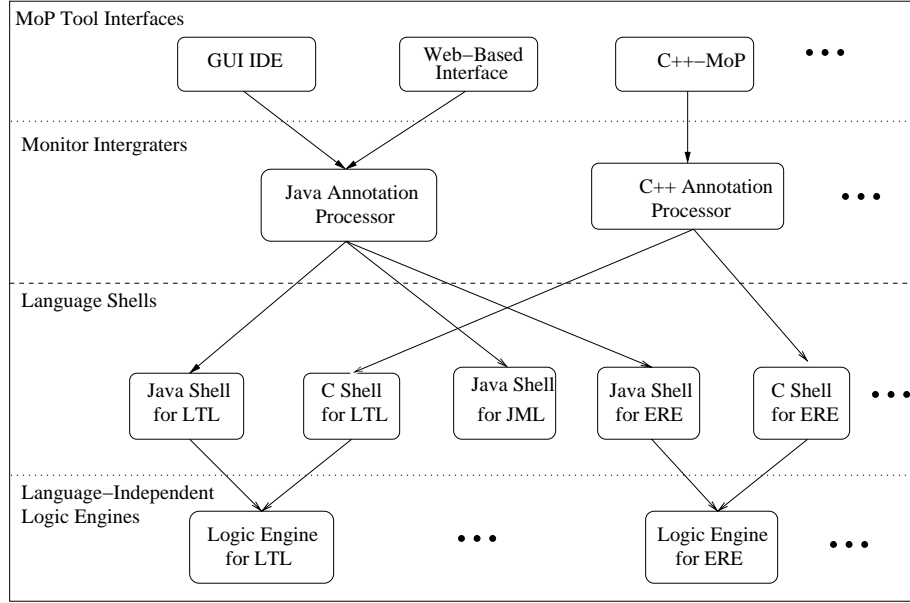 MoP Tool Interfaces
GUI IDE
Web−Based
Interface
C++−MoP
Monitor Intergraters
Java Annotation
Processor
C++ Annotation
Processor
Language Shells
Java Shell
for LTL
C Shell
for LTL
Java Shell
for JML
Java Shell
for ERE
C Shell
for ERE
Language−Independent
Logic Engines
Logic Engine
for LTL
Logic Engine
for ERE